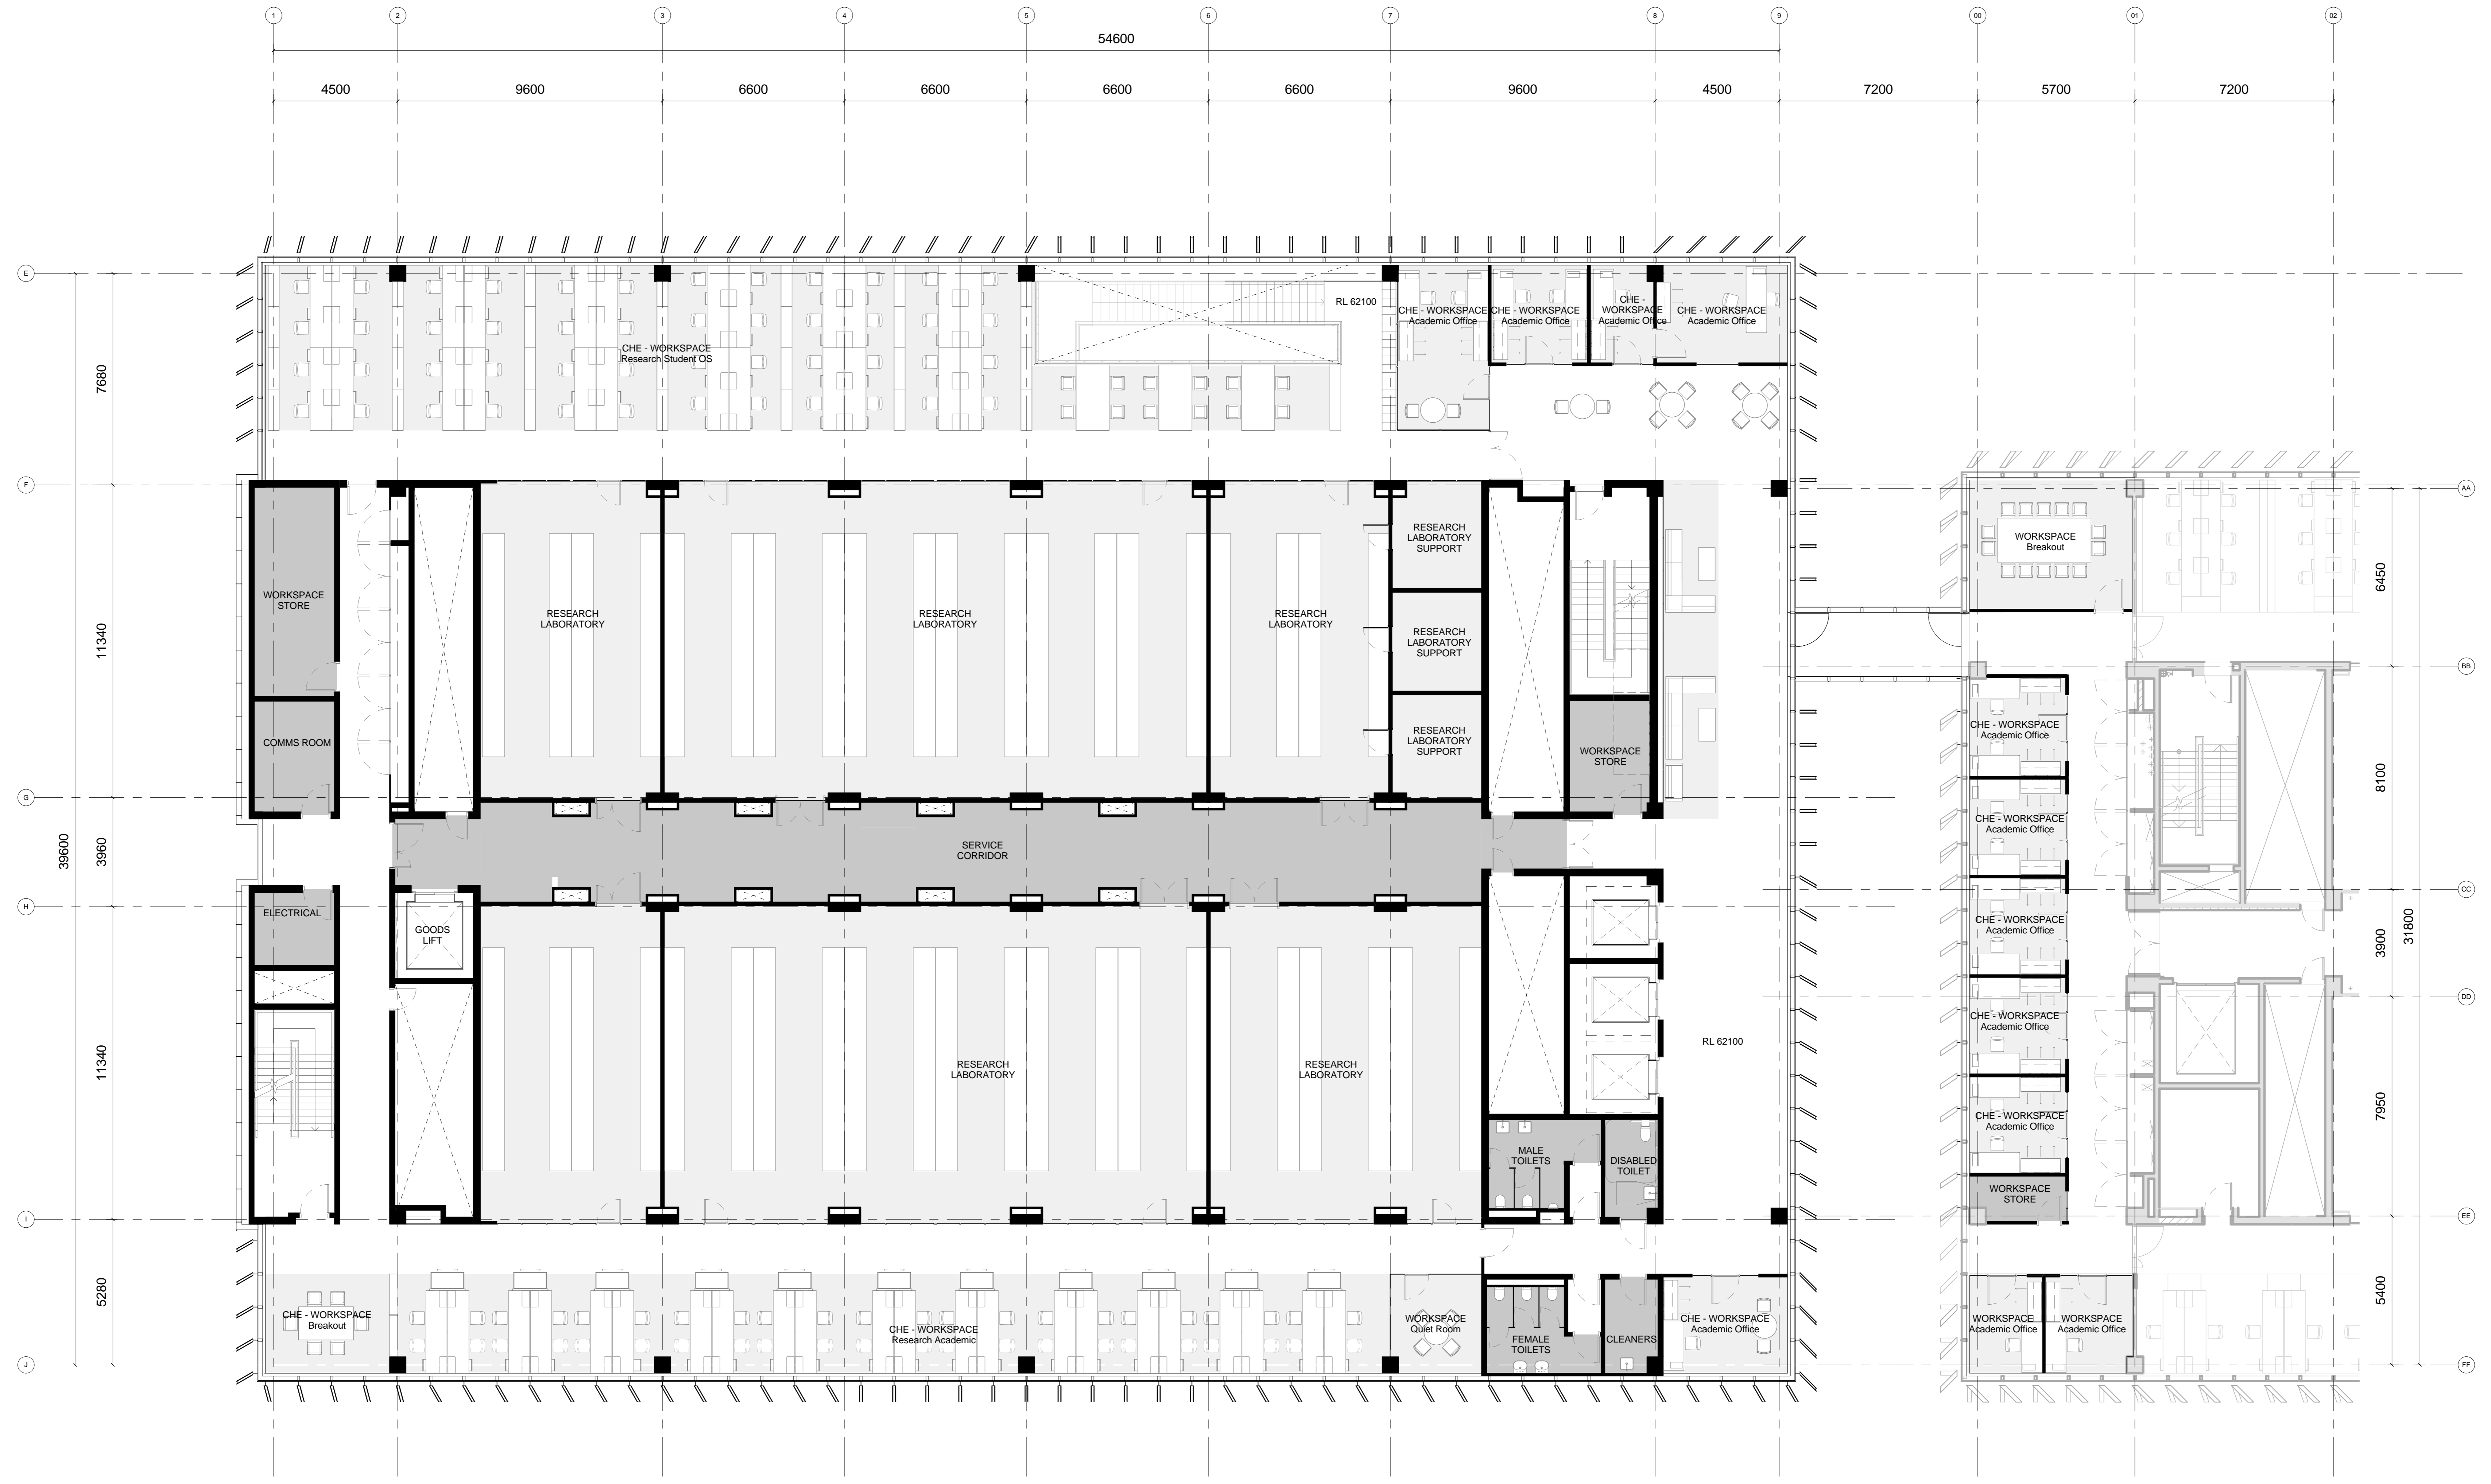 1
2
3
4
5
6
7
8
9
00
01
02
54600
4500
9600
6600
6600
6600
6600
9600
4500
7200
5700
7200
E
F
G
H
I
J
39600
7680
11340
3960
11340
5280
AA
BB
CC
DD
EE
FF
6450
8100
3900
7950
5400
31800
CHE - WORKSPACE
Research Student OS
RL 62100
CHE - WORKSPACE
Academic Office
CHE - WORKSPACE
Academic Office
CHE -
WORKSPACE
Academic Office
CHE - WORKSPACE
Academic Office
WORKSPACE
STORE
COMMS ROOM
RESEARCH
LABORATORY
RESEARCH
LABORATORY
RESEARCH
LABORATORY
RESEARCH
LABORATORY
SUPPORT
RESEARCH
LABORATORY
SUPPORT
RESEARCH
LABORATORY
SUPPORT
WORKSPACE
STORE
SERVICE
CORRIDOR
ELECTRICAL
GOODS
LIFT
RESEARCH
LABORATORY
RESEARCH
LABORATORY
RL 62100
MALE
TOILETS
DISABLED
TOILET
CHE - WORKSPACE
Breakout
CHE - WORKSPACE
Research Academic
WORKSPACE
Quiet Room
FEMALE
TOILETS
CLEANERS
CHE - WORKSPACE
Academic Office
WORKSPACE
Breakout
CHE - WORKSPACE
Academic Office
CHE - WORKSPACE
Academic Office
CHE - WORKSPACE
Academic Office
CHE - WORKSPACE
Academic Office
CHE - WORKSPACE
Academic Office
WORKSPACE
STORE
WORKSPACE
Academic Office
WORKSPACE
Academic Office